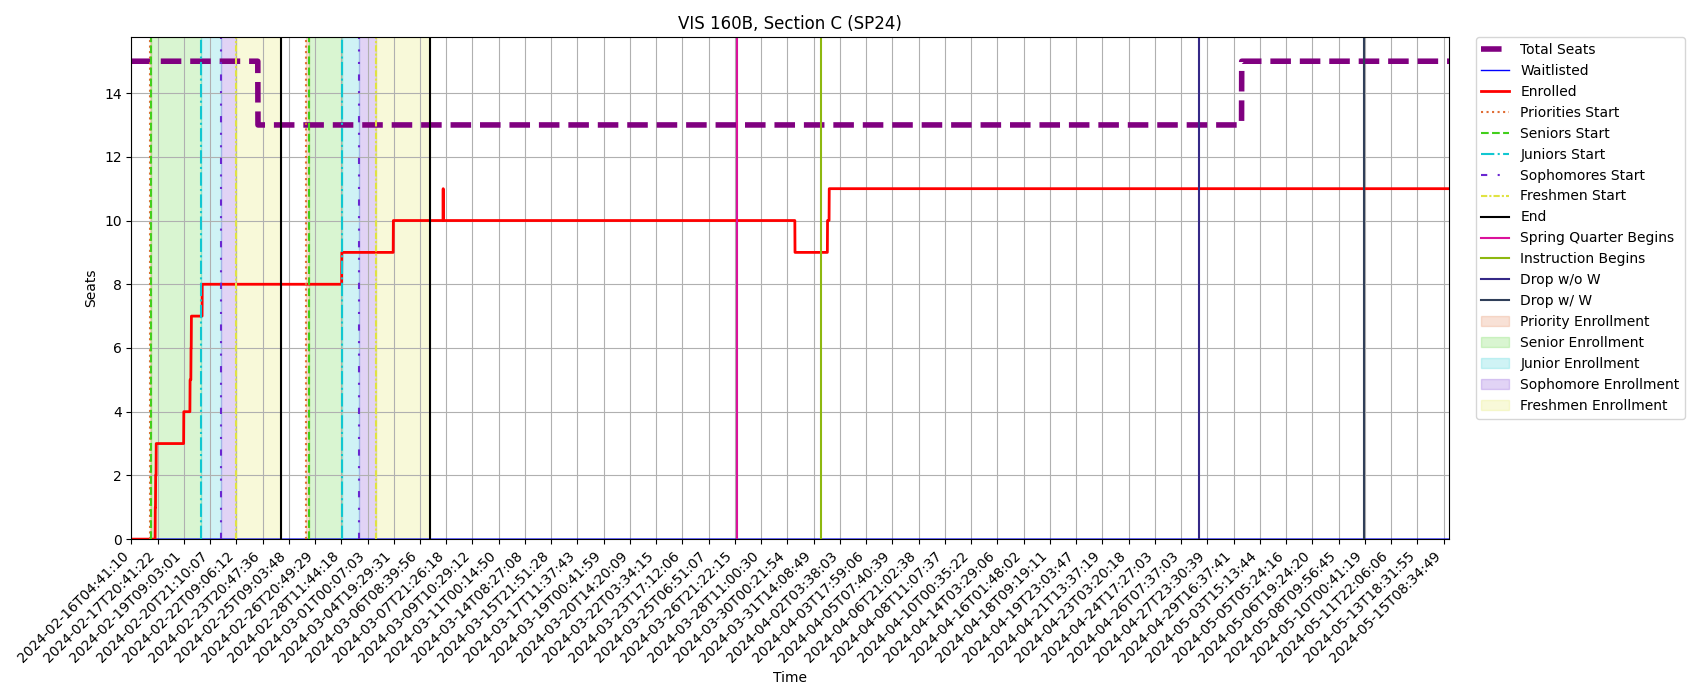 VIS 160B, Section C (SP24)
Seats
14
12
10
8
6
4
2
0
2024-02-16T04:41:10
2024-02-17T20:41:22
2024-02-19T09:03:01
2024-02-20T21:10:07
2024-02-22T09:06:12
2024-02-23T20:47:36
2024-02-25T09:03:48
2024-02-26T20:49:29
2024-02-28T11:44:18
2024-03-01T00:07:03
2024-03-04T19:29:31
2024-03-06T08:39:56
2024-03-07T21:26:18
2024-03-09T10:29:12
2024-03-11T00:14:50
2024-03-14T08:27:08
2024-03-15T21:51:28
2024-03-17T11:37:43
2024-03-19T00:41:59
2024-03-20T14:20:09
2024-03-22T03:34:15
2024-03-23T17:12:06
2024-03-25T06:51:07
2024-03-26T21:22:15
2024-03-28T11:00:30
2024-03-30T00:21:54
2024-03-31T14:08:49
2024-04-02T03:38:03
2024-04-03T17:59:06
2024-04-05T07:40:39
2024-04-06T21:02:38
2024-04-08T11:07:37
2024-04-10T00:35:22
2024-04-14T03:29:06
2024-04-16T01:48:02
2024-04-18T09:19:11
2024-04-19T23:03:47
2024-04-21T13:37:19
2024-04-23T03:20:18
2024-04-24T17:27:03
2024-04-26T07:37:03
2024-04-27T23:30:39
2024-04-29T16:37:41
2024-05-03T15:13:44
2024-05-05T05:24:16
2024-05-06T19:24:20
2024-05-08T09:56:45
2024-05-10T00:41:19
2024-05-11T22:06:06
2024-05-13T18:31:55
2024-05-15T08:34:49
Time
Total Seats
Waitlisted
Enrolled
Priorities Start
Seniors Start
Juniors Start
Sophomores Start
Freshmen Start
End
Spring Quarter Begins
Instruction Begins
Drop w/o W
Drop w/ W
Priority Enrollment
Senior Enrollment
Junior Enrollment
Sophomore Enrollment
Freshmen Enrollment